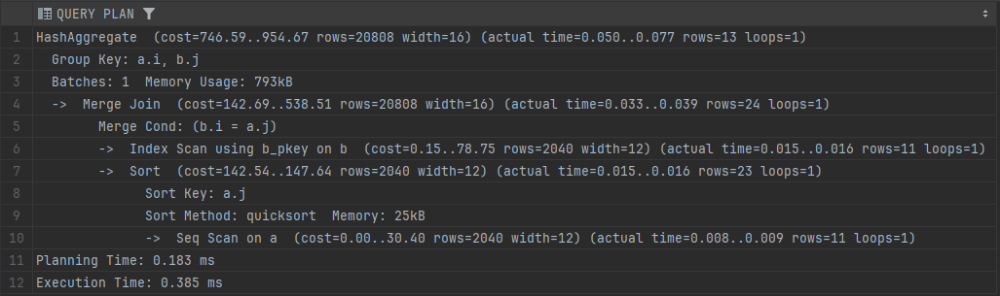 QUERY PLAN
1 HashAggregate (cost=746.59..954.67 rows=20808 width=16) (actual time=0.050..0.077 rows=13 loops=1)
2 Group Key: a.i, b.j
3 Batches: 1 Memory Usage: 793kB
4 -> Merge Join (cost=142.69..538.51 rows=20808 width=16) (actual time=0.033..0.039 rows=24 loops=1)
5 Merge Cond: (b.i = a.j)
6 -> Index Scan using b_pkey on b (cost=0.15..78.75 rows=2040 width=12) (actual time=0.015..0.016 rows=11 loops=1)
7 -> Sort (cost=142.54..147.64 rows=2040 width=12) (actual time=0.015..0.016 rows=23 loops=1)
8 Sort Key: a.j
9 Sort Method: quicksort Memory: 25kB
10 -> Seq Scan on a (cost=0.00..30.40 rows=2040 width=12) (actual time=0.008..0.009 rows=11 loops=1)
11 Planning Time: 0.183 ms
12 Execution Time: 0.385 ms